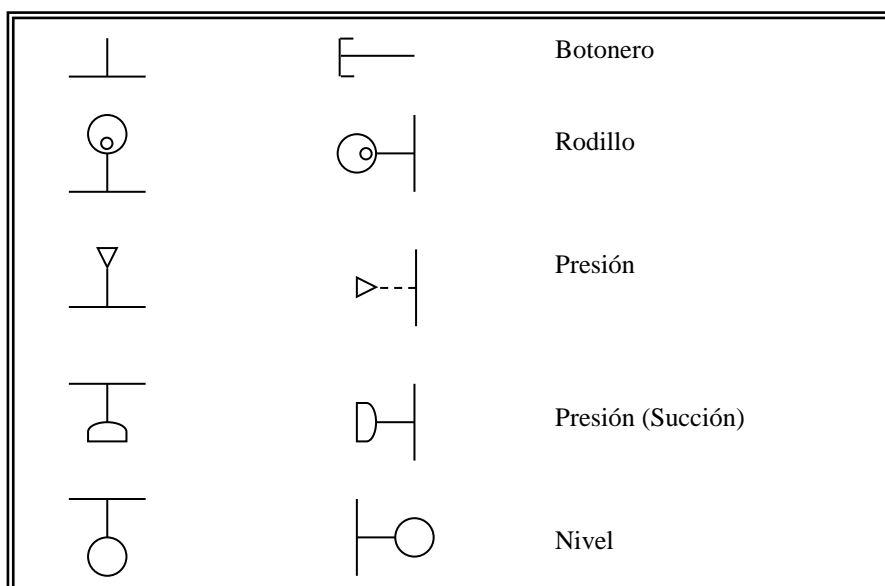 Botonero
Rodillo
Presión
Presión (Succión)
Nivel